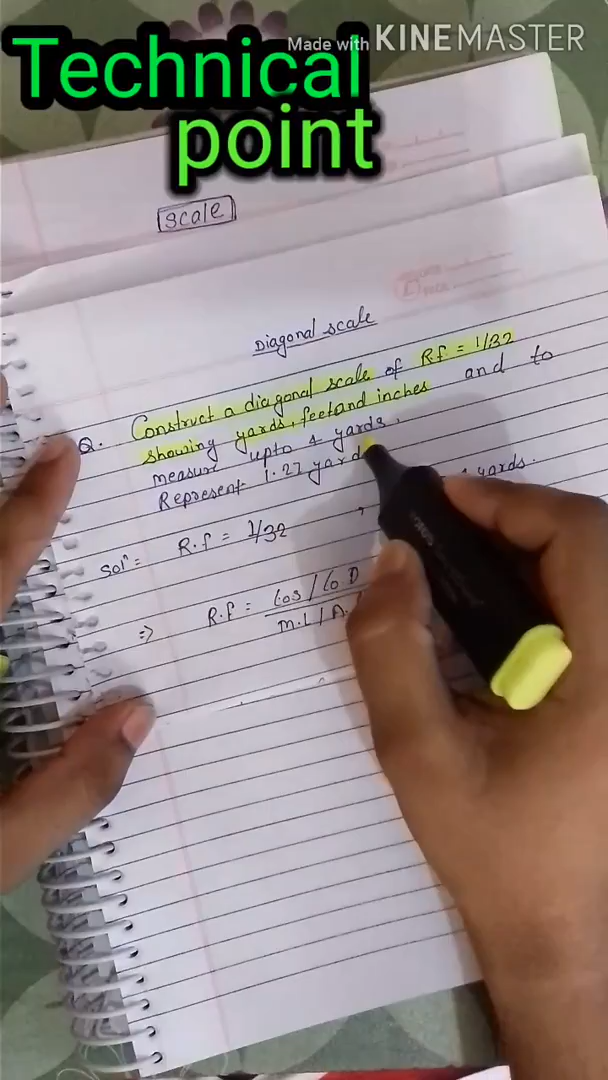 Made with KINEMASTER
Technical
point
scale
Diagonal scale
Q. Construct a diagonal scale of Rf = 1/32
showing yards, feet and inches and to
measure upto 4 yards.
Represent 1.27 yard
Solⁿ = R.f = 1/32 yards.
=> R.f = LOS / LOD
M.L / A.